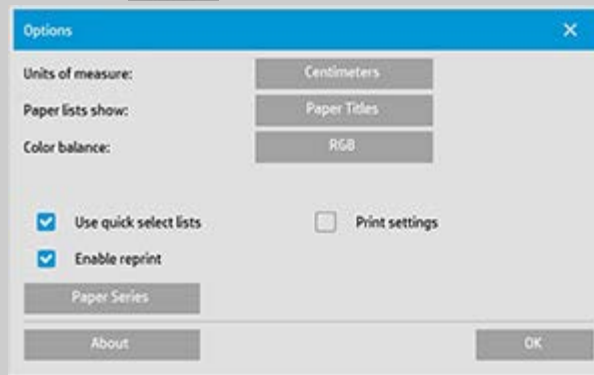 Options
Units of measure: Centimeters
Paper lists show: Paper Titles
Color balance: RGB
Use quick select lists Print settings
Enable reprint
Paper Series
About OK